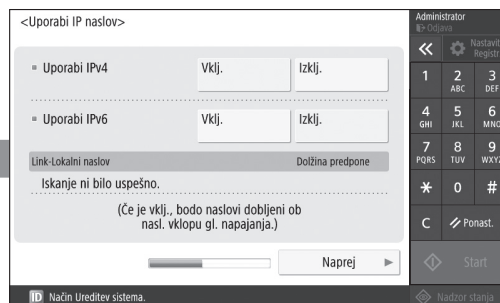 <Uporabi IP naslov>
Uporabi IPv4 Vklj. Izklj.
Uporabi IPv6 Vklj. Izklj.
Link-Lokalni naslov Dolžina predpone
Iskanje ni bilo uspešno.
(Če je vklj., bodo naslovi dobljeni ob
nasl. vklopu gl. napajanja.)
Naprej
ID Način Ureditev sistema.
Administrator
Odjava
Nastavit
Registr
1 2 3
ABC DEF
4 5 6
GHI JKL MNO
7 8 9
PQRS TUV WXYZ
* 0 #
C Ponast.
Start
Nadzor stanja